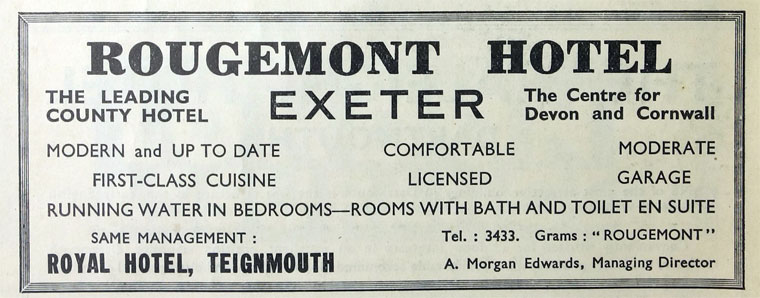 ROUGEMONT HOTEL
THE LEADING
COUNTY HOTEL
EXETER
The Centre for
Devon and Cornwall
MODERN and UP TO DATE COMFORTABLE MODERATE
FIRST-CLASS CUISINE LICENSED GARAGE
RUNNING WATER IN BEDROOMS—ROOMS WITH BATH AND TOILET EN SUITE
SAME MANAGEMENT :
ROYAL HOTEL, TEIGNMOUTH
Tel. : 3433. Grams : "ROUGEMONT"
A. Morgan Edwards, Managing Director